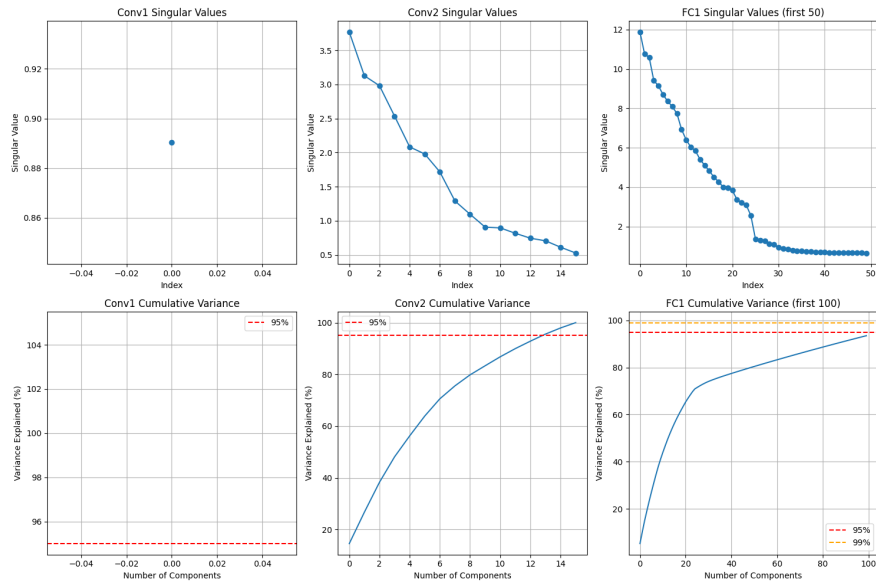 Conv1 Singular Values
Singular Value
0.92
0.90
0.88
0.86
−0.04 −0.02 0.00 0.02 0.04
Index
Conv2 Singular Values
Singular Value
3.5
3.0
2.5
2.0
1.5
1.0
0.5
0 2 4 6 8 10 12 14
Index
FC1 Singular Values (first 50)
Singular Value
12
10
8
6
4
2
0 10 20 30 40 50
Index
Conv1 Cumulative Variance
95%
Variance Explained (%)
104
102
100
98
96
−0.04 −0.02 0.00 0.02 0.04
Number of Components
Conv2 Cumulative Variance
95%
Variance Explained (%)
100
80
60
40
20
0 2 4 6 8 10 12 14
Number of Components
FC1 Cumulative Variance (first 100)
Variance Explained (%)
100
80
60
40
20
95%
99%
0 20 40 60 80 100
Number of Components